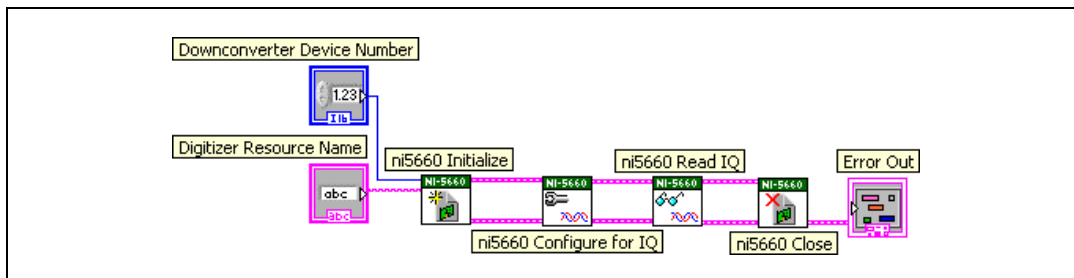 Downconverter Device Number
1.23
I16
Digitizer Resource Name
abc
abc
ni5660 Initialize
ni5660 Read IQ
Error Out
NI-5660
NI-5660
NI-5660
NI-5660
ni5660 Configure for IQ
ni5660 Close